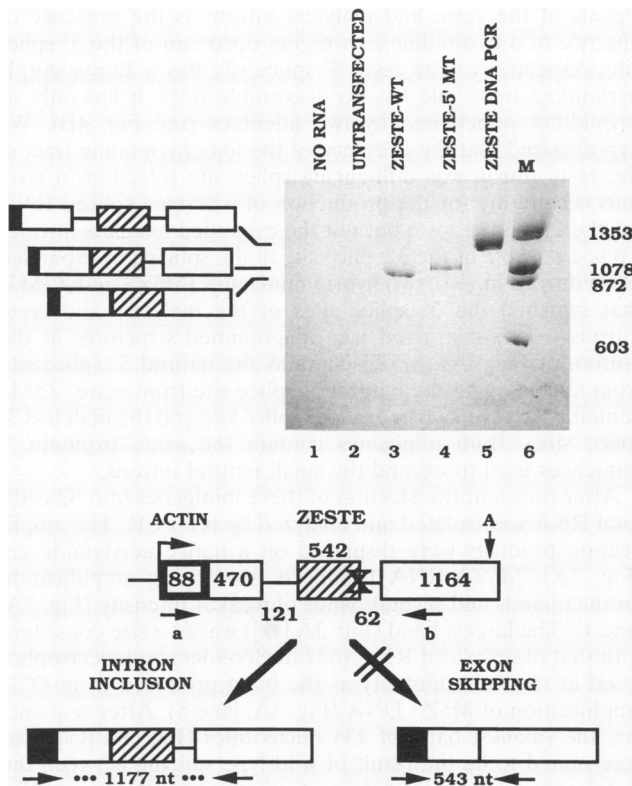 NO RNA
UNTRANSFECTED
ZESTE-WT
ZESTE-5' MT
ZESTE DNA PCR
M
1353
1078
872
603
1 2 3 4 5 6
ACTIN ZESTE A
88 470 542 1164
121 62
a b
INTRON INCLUSION
EXON SKIPPING
1177 nt
543 nt